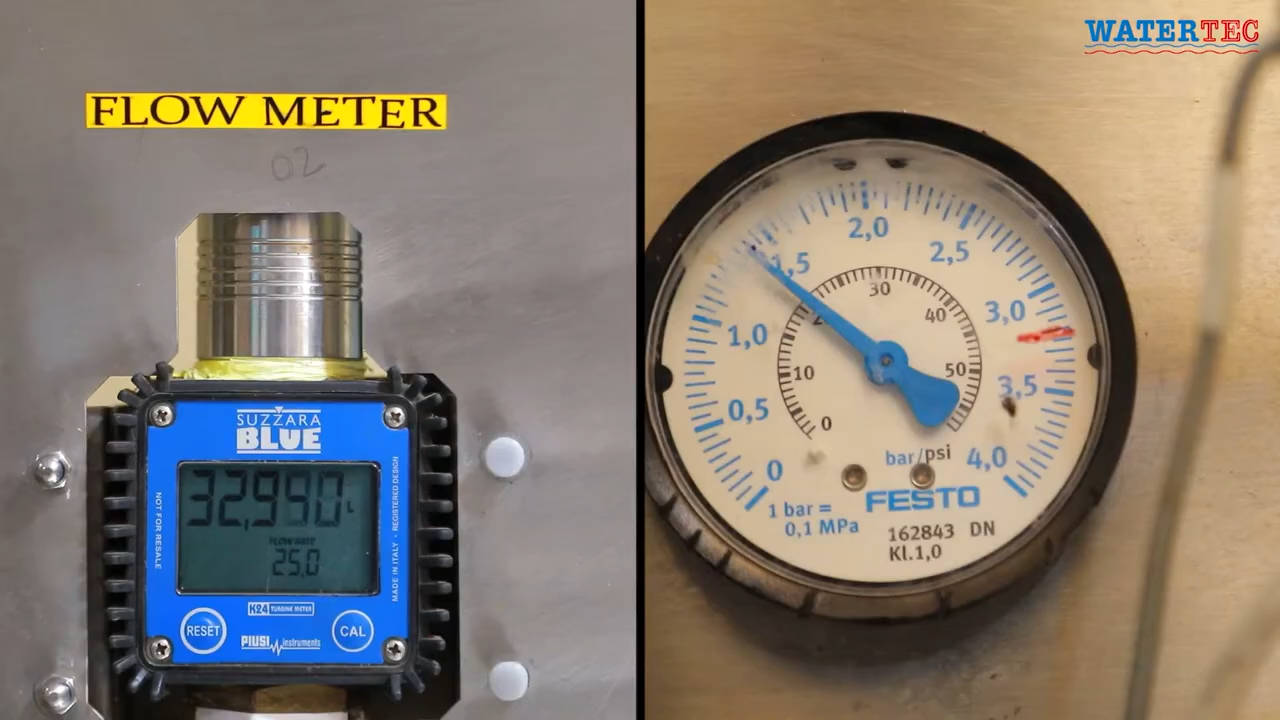 FLOW METER
02
SUZZARA
BLUE
NOT FOR RESALE
32,990 L
FLOW RATE
25.0
MADE IN ITALY • REGISTERED DESIGN
K24 TURBINE METER
RESET
CAL
PIUSI instruments
WATERTEC
0
0,5
1,0
1,5
2,0
2,5
3,0
3,5
4,0
0
10
30
40
50
bar/psi
FESTO
1 bar =
0,1 MPa
162843 DN
Kl.1,0